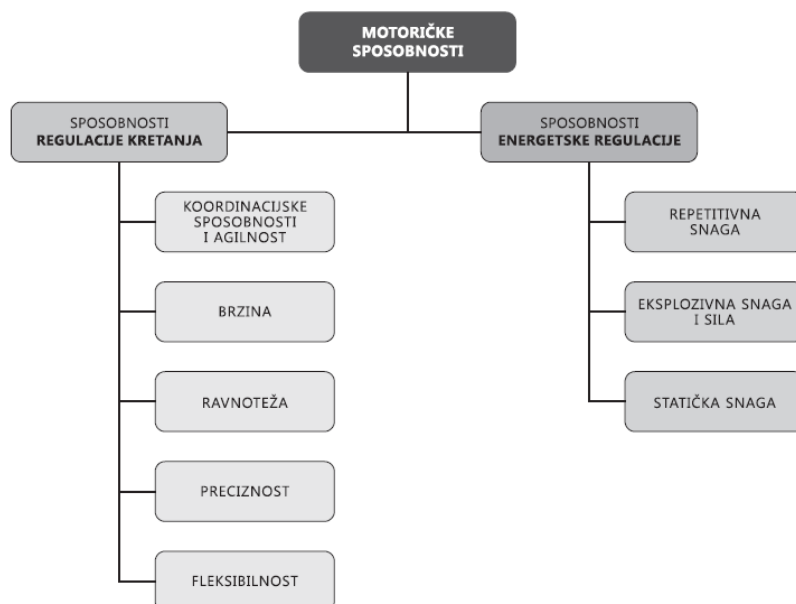 MOTORIČKE
SPOSOBNOSTI
SPOSOBNOSTI
REGULACIJE KRETANJA
SPOSOBNOSTI
ENERGETSKE REGULACIJE
KOORDINACIJSKE
SPOSOBNOSTI
I AGILNOST
BRZINA
RAVNOTEŽA
PRECIZNOST
FLEKSIBILNOST
REPETITIVNA
SNAGA
EKSPLOZIVNA SNAGA
I SILA
STATIČKA SNAGA